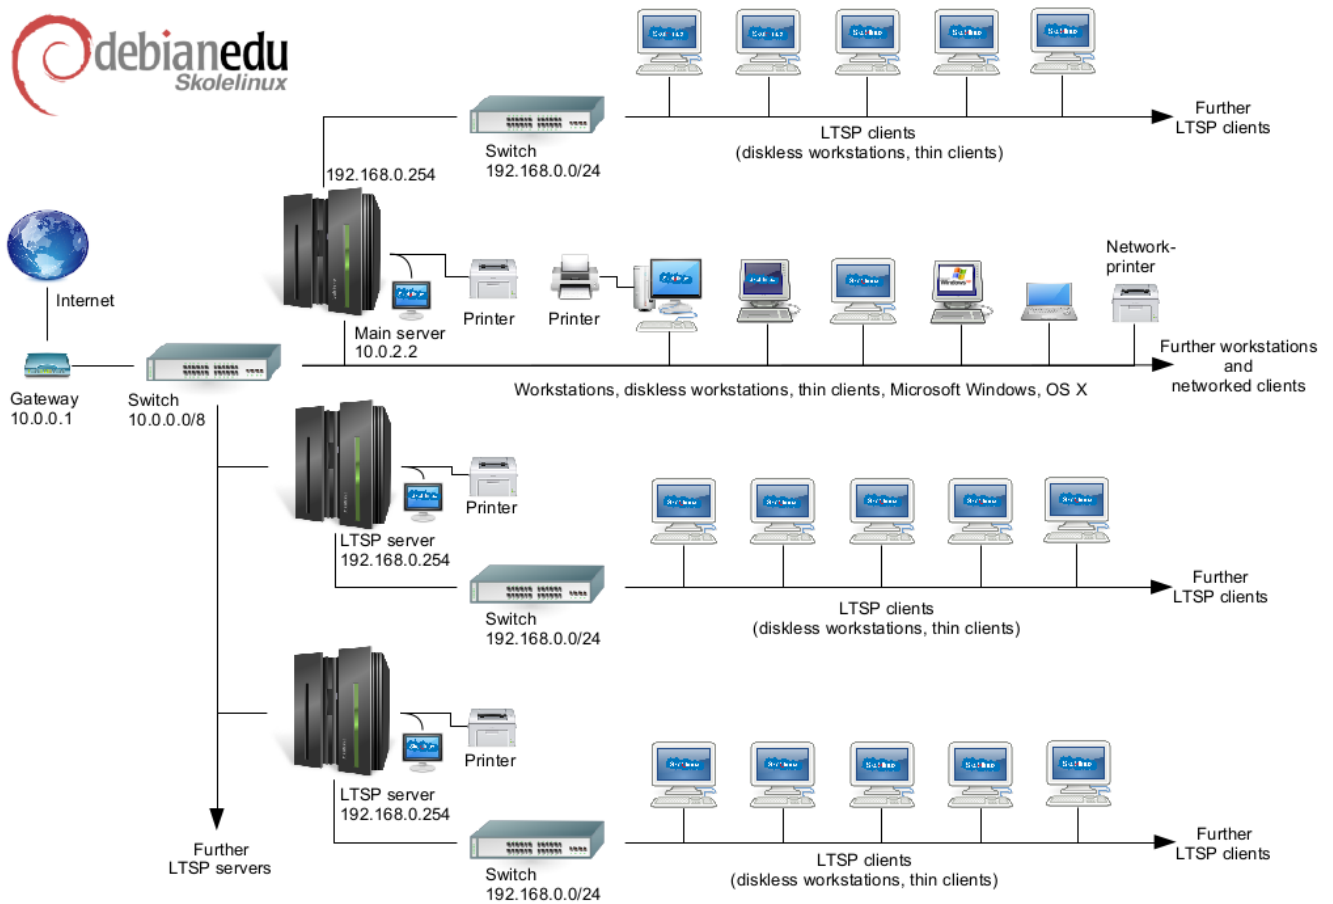 debianedu
Skolelinux
Further
LTSP clients
LTSP clients
(diskless workstations, thin clients)
Switch
192.168.0.0/24
192.168.0.254
Internet
Network-
printer
Printer
Printer
Main server
10.0.2.2
Further workstations
and
networked clients
Workstations, diskless workstations, thin clients, Microsoft Windows, OS X
Gateway
10.0.0.1
Switch
10.0.0.0/8
Printer
LTSP server
192.168.0.254
Further
LTSP clients
LTSP clients
(diskless workstations, thin clients)
Switch
192.168.0.0/24
Printer
LTSP server
192.168.0.254
Further
LTSP clients
LTSP clients
(diskless workstations, thin clients)
Further
LTSP servers
Switch
192.168.0.0/24